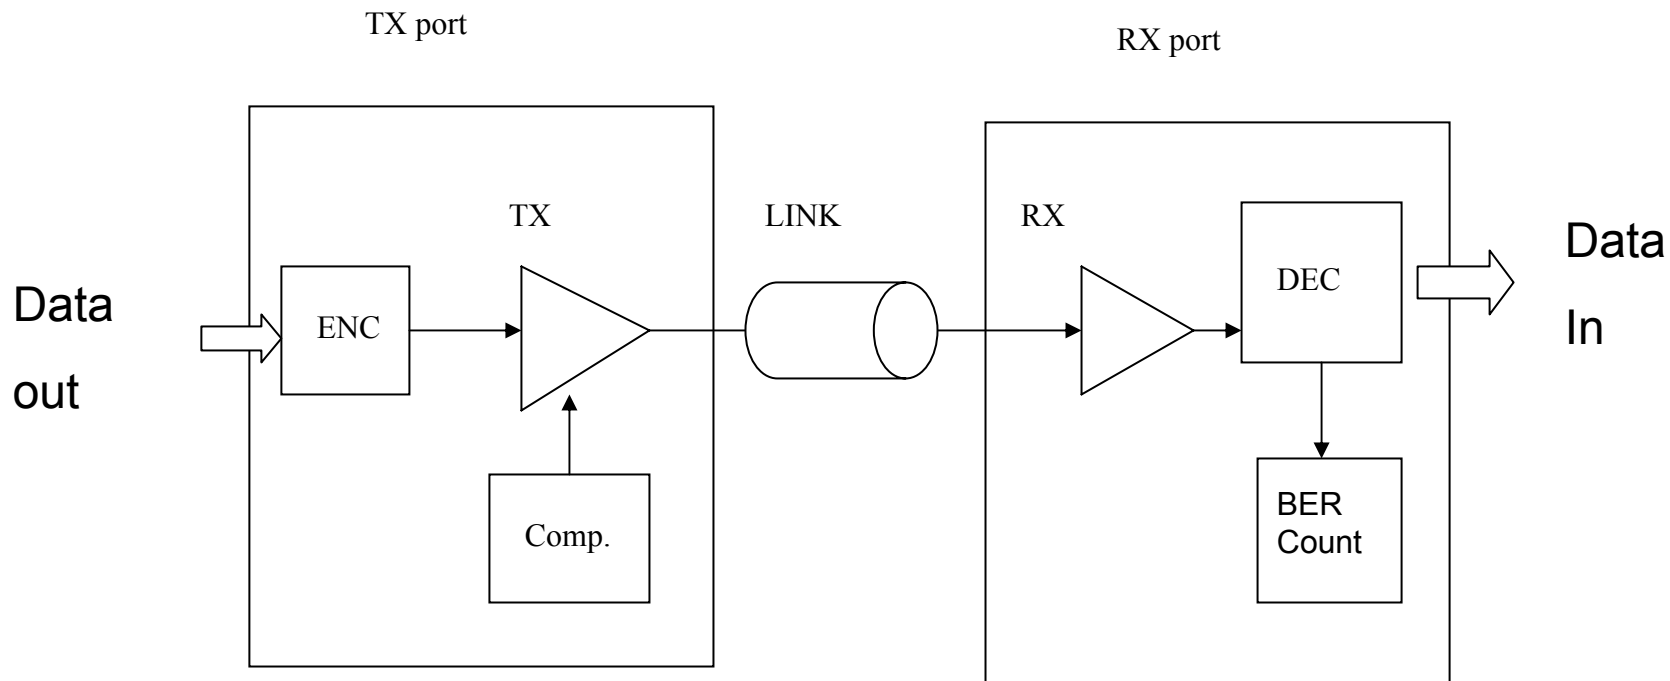 TX port
RX port
TX
LINK
RX
Data
out
ENC
Comp.
DEC
BER
Count
Data
In